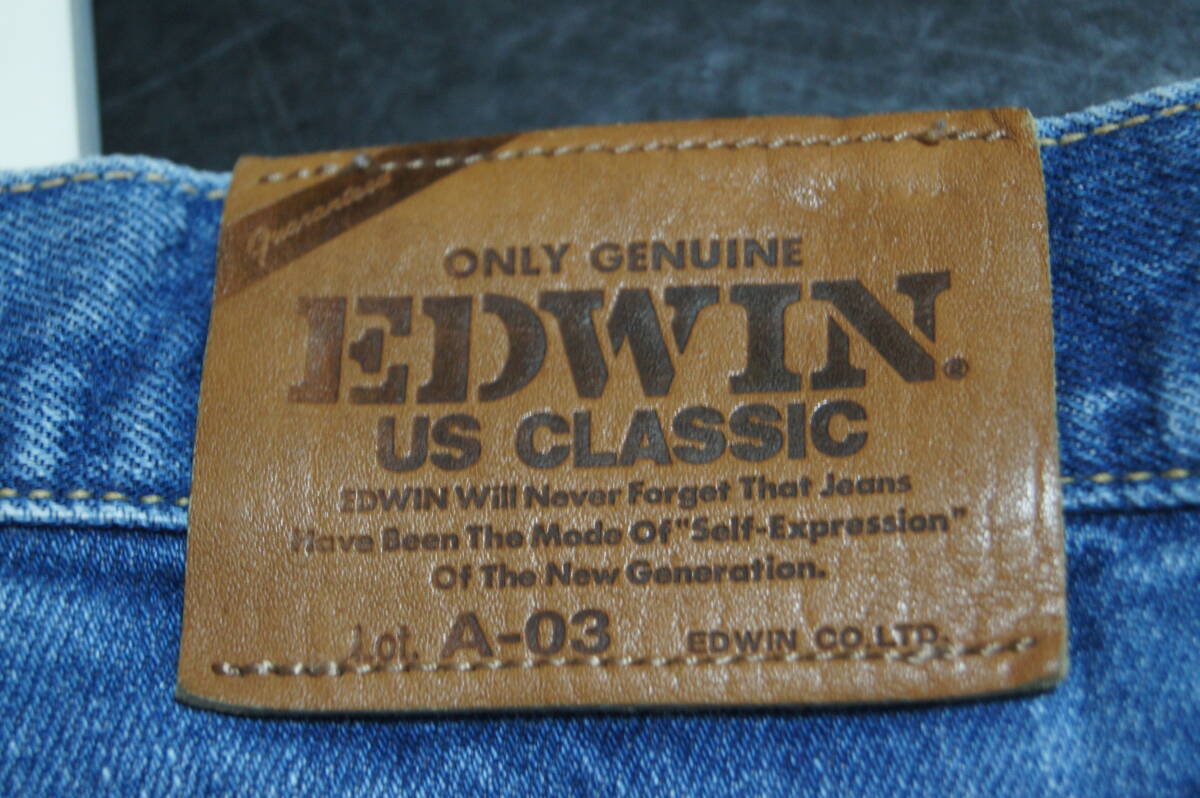 Guaranteed
ONLY GENUINE
EDWIN®
US CLASSIC
EDWIN Will Never Forget That Jeans
Have Been The Mode Of "Self-Expression"
Of The New Generation.
Lot. A-03 EDWIN CO.LTD.